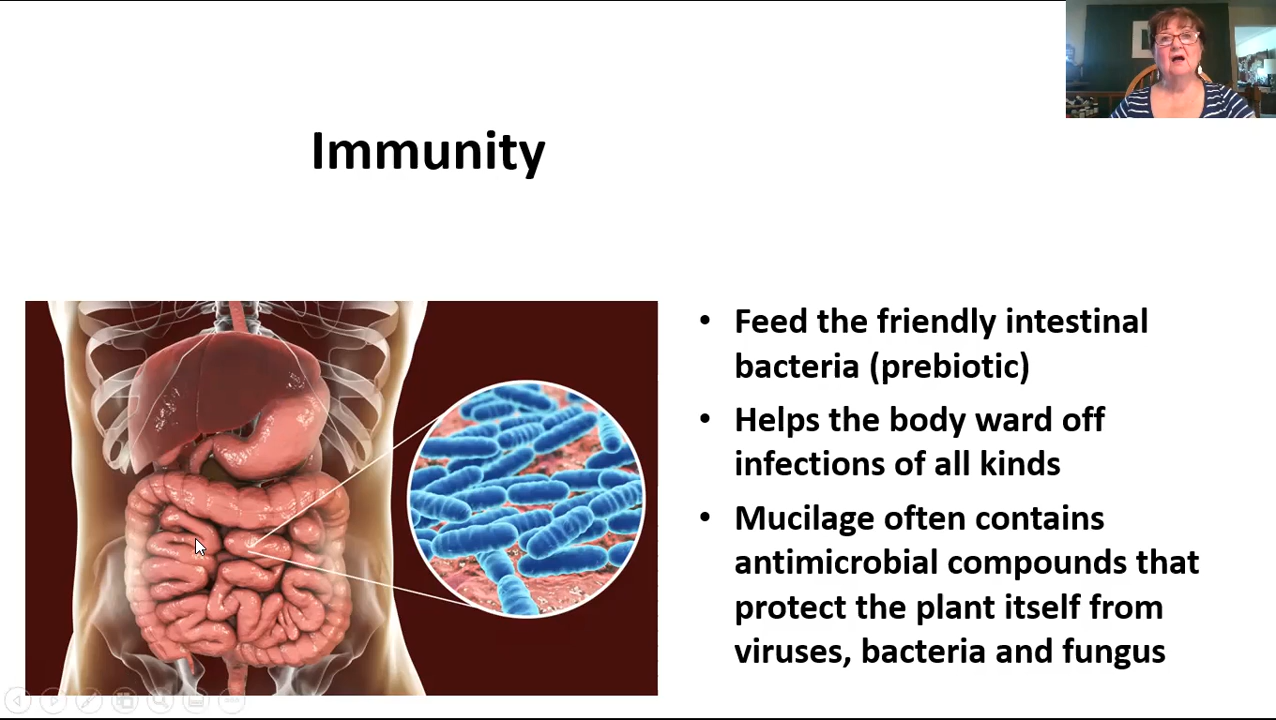 Immunity
• Feed the friendly intestinal
bacteria (prebiotic)
• Helps the body ward off
infections of all kinds
• Mucilage often contains
antimicrobial compounds that
protect the plant itself from
viruses, bacteria and fungus